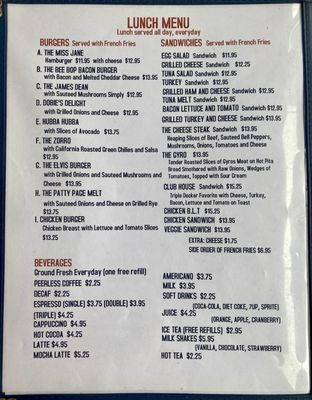 LUNCH MENU
Lunch served all day, everyday
BURGERS Served with French Fries
A. THE MISS JANE
Hamburger $11.95 with cheese $12.95
B. THE BEE BOP BACON BURGER
with Bacon and Melted Cheddar Cheese $13.95
C. THE JAMES DEAN
with Sauteed Mushrooms Simply $12.95
D. DOBIE'S DELIGHT
with Grilled Onions and Cheese $12.95
E. HUBBA HUBBA
with Slices of Avocado $13.75
F. THE ZORRO
with California Roasted Green Chilies and Salsa
$12.95
G. THE ELVIS BURGER
with Grilled Onions and Sauteed Mushrooms and
Cheese $13.95
H. THE PATTY PAGE MELT
with Sauteed Onions and Cheese on Grilled Rye
$13.75
I. CHICKEN BURGER
Chicken Breast with Lettuce and Tomato Slices
$13.25
SANDWICHES Served with French Fries
EGG SALAD Sandwich $11.95
GRILLED CHEESE Sandwich $12.25
TUNA SALAD Sandwich $12.95
TURKEY Sandwich $12.95
GRILLED HAM AND CHEESE Sandwich $12.95
TUNA MELT Sandwich $12.95
BACON LETTUCE AND TOMATO Sandwich $12.95
GRILLED TURKEY AND CHEESE Sandwich $13.95
THE CHEESE STEAK Sandwich $13.95
Heaping Slices of Beef, Sauteed Bell Peppers,
Mushrooms, Onions, Tomatoes and Cheese
THE GYRO $13.95
Tender Roasted Slices of Gyros Meat on Hot Pita
Bread Smothered with Raw Onions, Wedges of
Tomatoes, Topped with Sour Cream
CLUB HOUSE Sandwich $15.25
Triple Decker Favorite with Cheese, Turkey,
Bacon, Lettuce and Tomato on Toast
CHICKEN B.L.T $15.25
CHICKEN SANDWICH $13.95
VEGGIE SANDWICH $13.95
EXTRA: CHEESE $1.75
SIDE ORDER OF FRENCH FRIES $6.95
BEVERAGES
Ground Fresh Everyday (one free refill)
PEERLESS COFFEE $2.25
DECAF $2.25
ESPRESSO (SINGLE) $3.75 (DOUBLE) $3.95
(TRIPLE) $4.25
CAPPUCCINO $4.95
HOT COCOA $4.25
LATTE $4.95
MOCHA LATTE $5.25
AMERICANO $3.75
MILK $3.95
SOFT DRINKS $2.25
(COCA-COLA, DIET COKE, 7UP, SPRITE)
JUICE $4.25
(ORANGE, APPLE, CRANBERRY)
ICE TEA (FREE REFILLS) $2.95
MILK SHAKES $5.95
(VANILLA, CHOCOLATE, STRAWBERRY)
HOT TEA $2.25